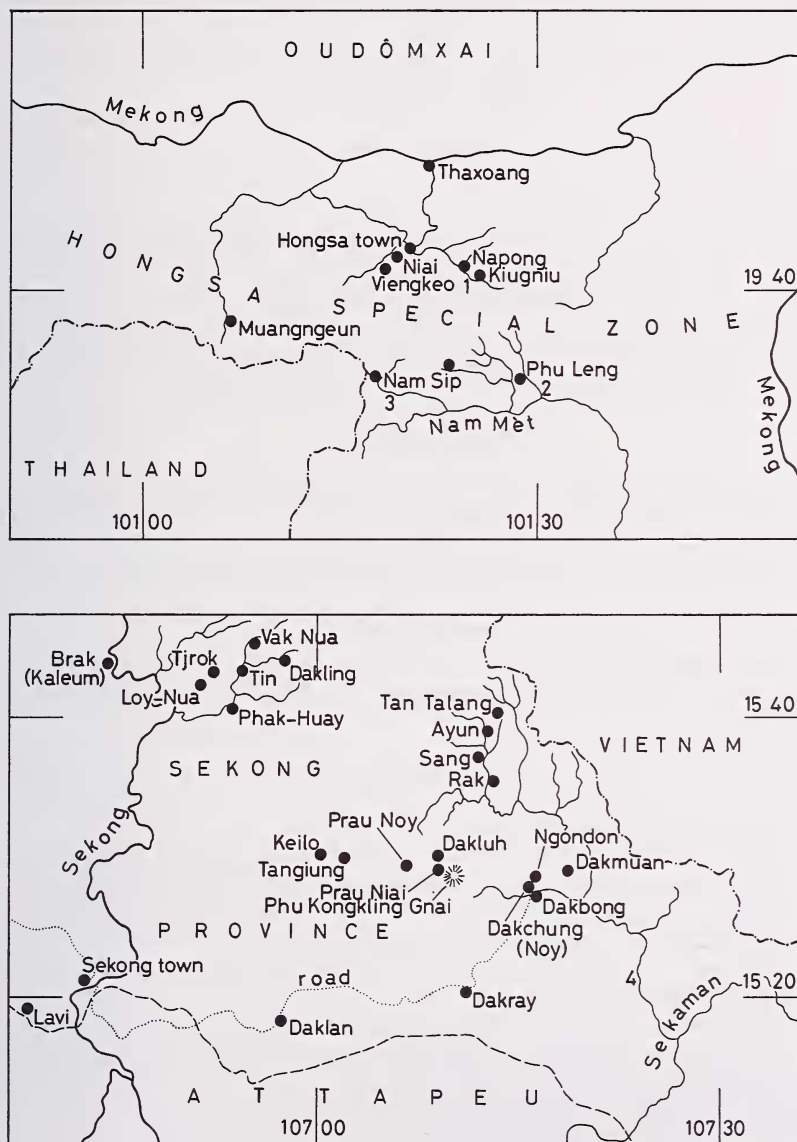 OUDÔMXAI
Mekong
Thaxoang
HONGSA SPECIAL ZONE
Hongsa town
Niai
Viengkeo
1
Napong
Kiugniu
19 40
Muangngeun
Nam Sip
3
Phu Leng
2
Nam Met
Mekong
THAILAND
101 00
101 30
Vak Nua
Brak
(Kaleum)
Tjrok
Tin
Dakling
Loy-Nua
Phak-Huay
Tan Talang
15 40
Ayun
VIETNAM
Sang
Rak
SEKONG
Sekong
Prau Noy
Dakluh
Ngondon
Keilo
Dakmuan
Tangiung
Prau Niai
Phu Kongkling Gnai
Dakbong
PROVINCE
Dakchung
(Noy)
Sekong town
road
4
Sekaman
15 20
Lavi
Dakray
Daklan
ATTAPEU
107 00
107 30